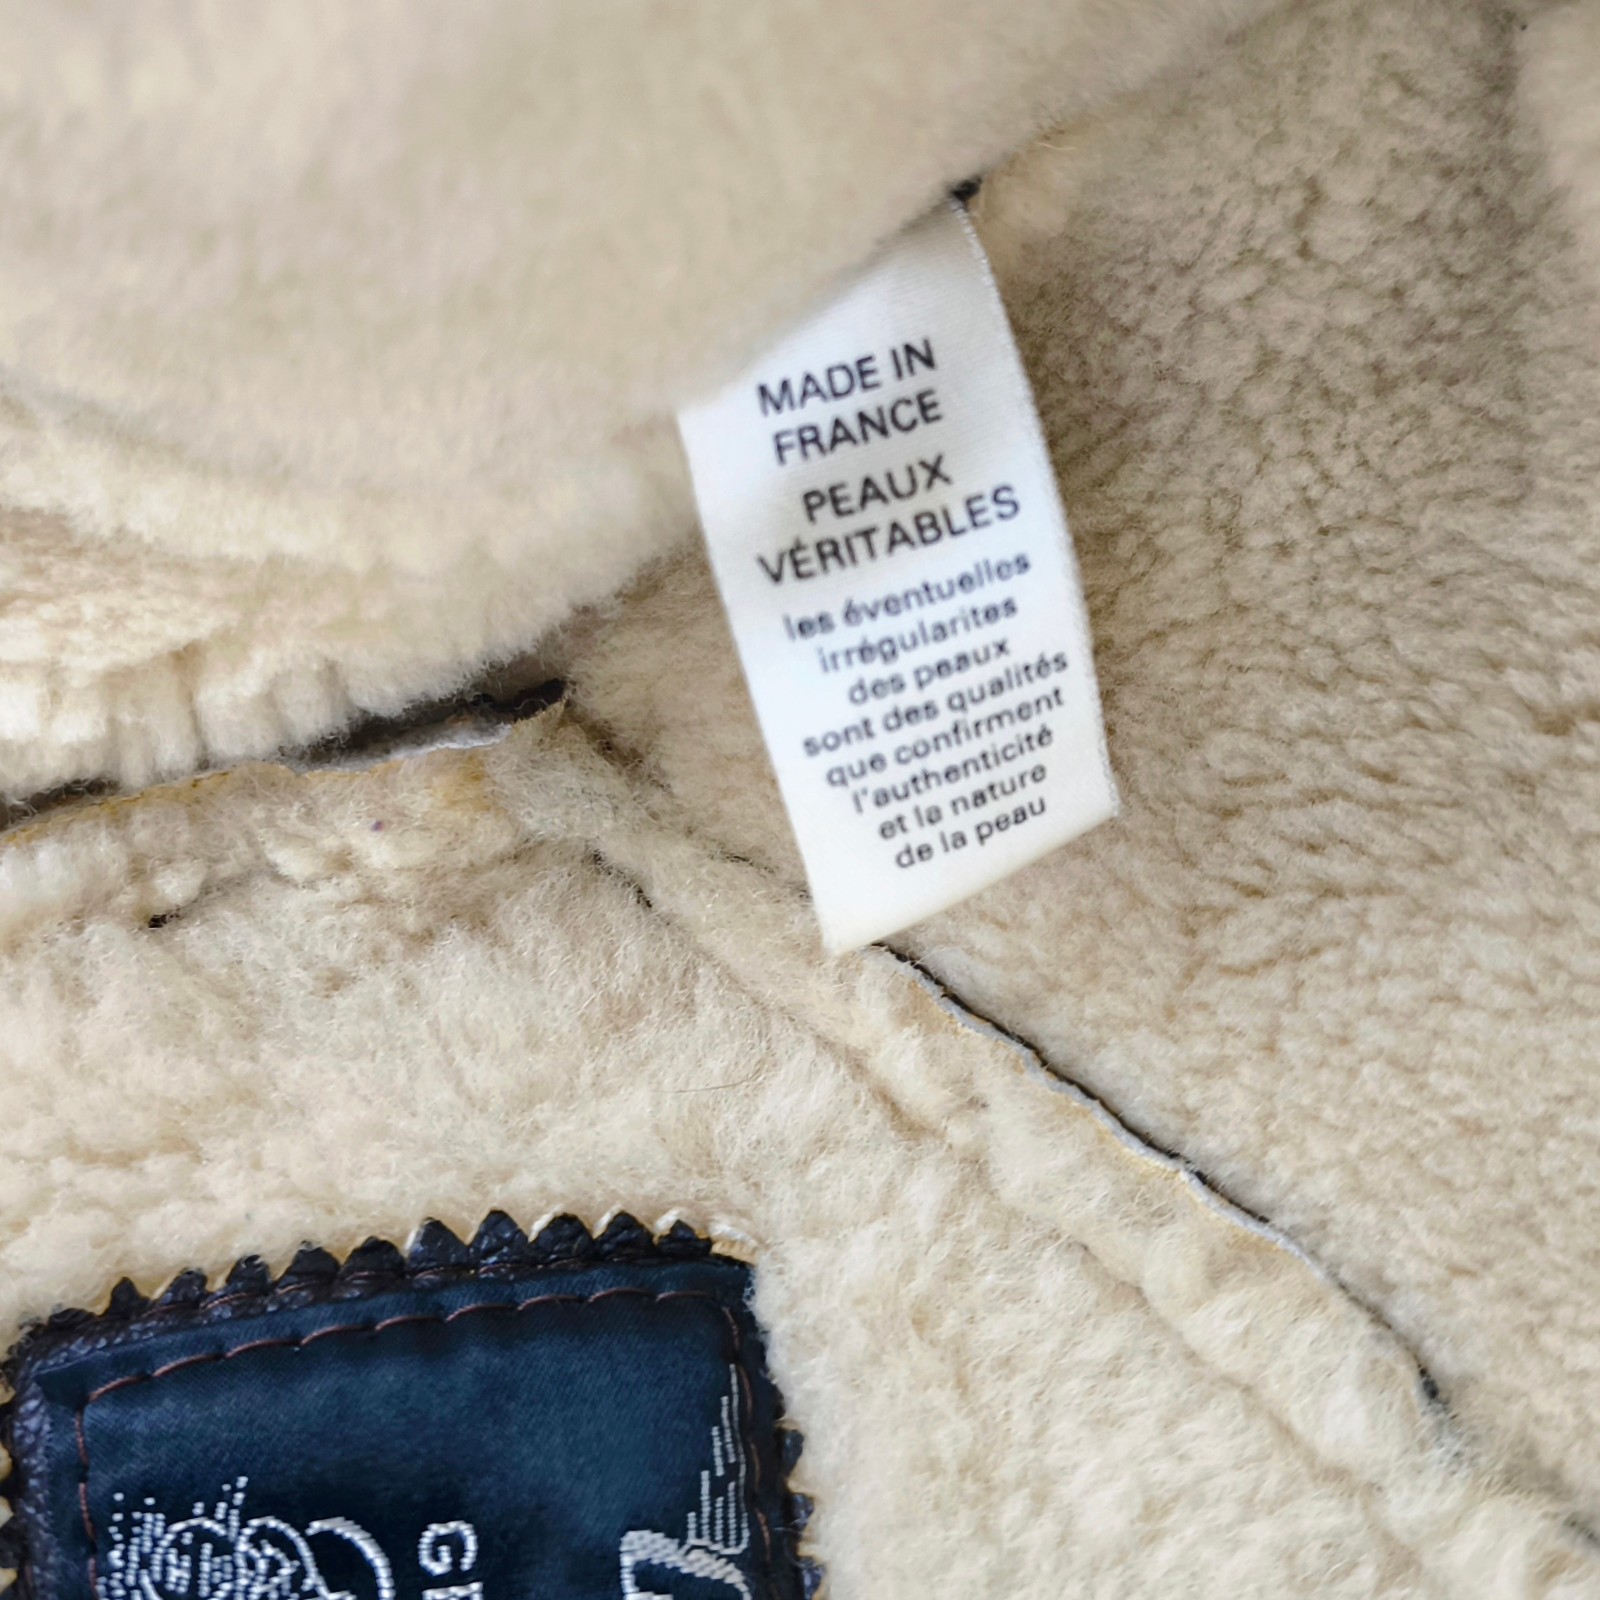 MADE IN
FRANCE
PEAUX
VÉRITABLES
les éventuelles
irrégularites
des peaux
sont des qualités
que confirment
l'authenticité
et la nature
de la peau